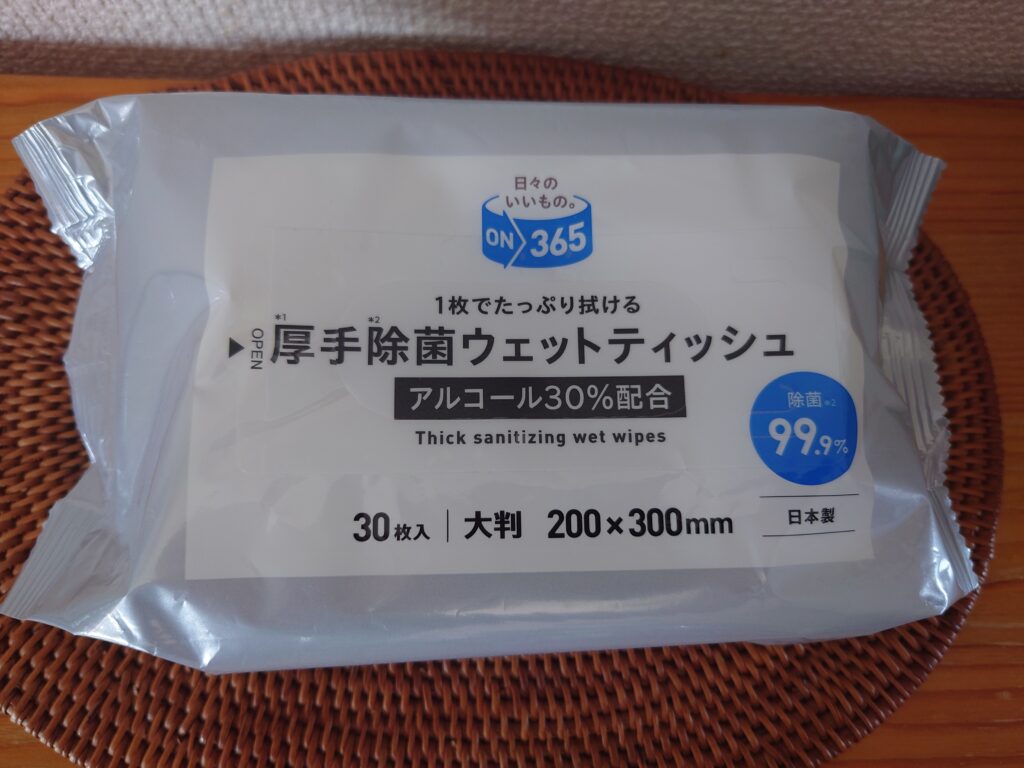 日々の
いいもの。
ON 365
1枚でたっぷり拭ける
OPEN
*1 *2
厚手除菌ウェットティッシュ
アルコール30%配合
Thick sanitizing wet wipes
除菌*2
99.9%
30枚入 | 大判 200×300mm
日本製